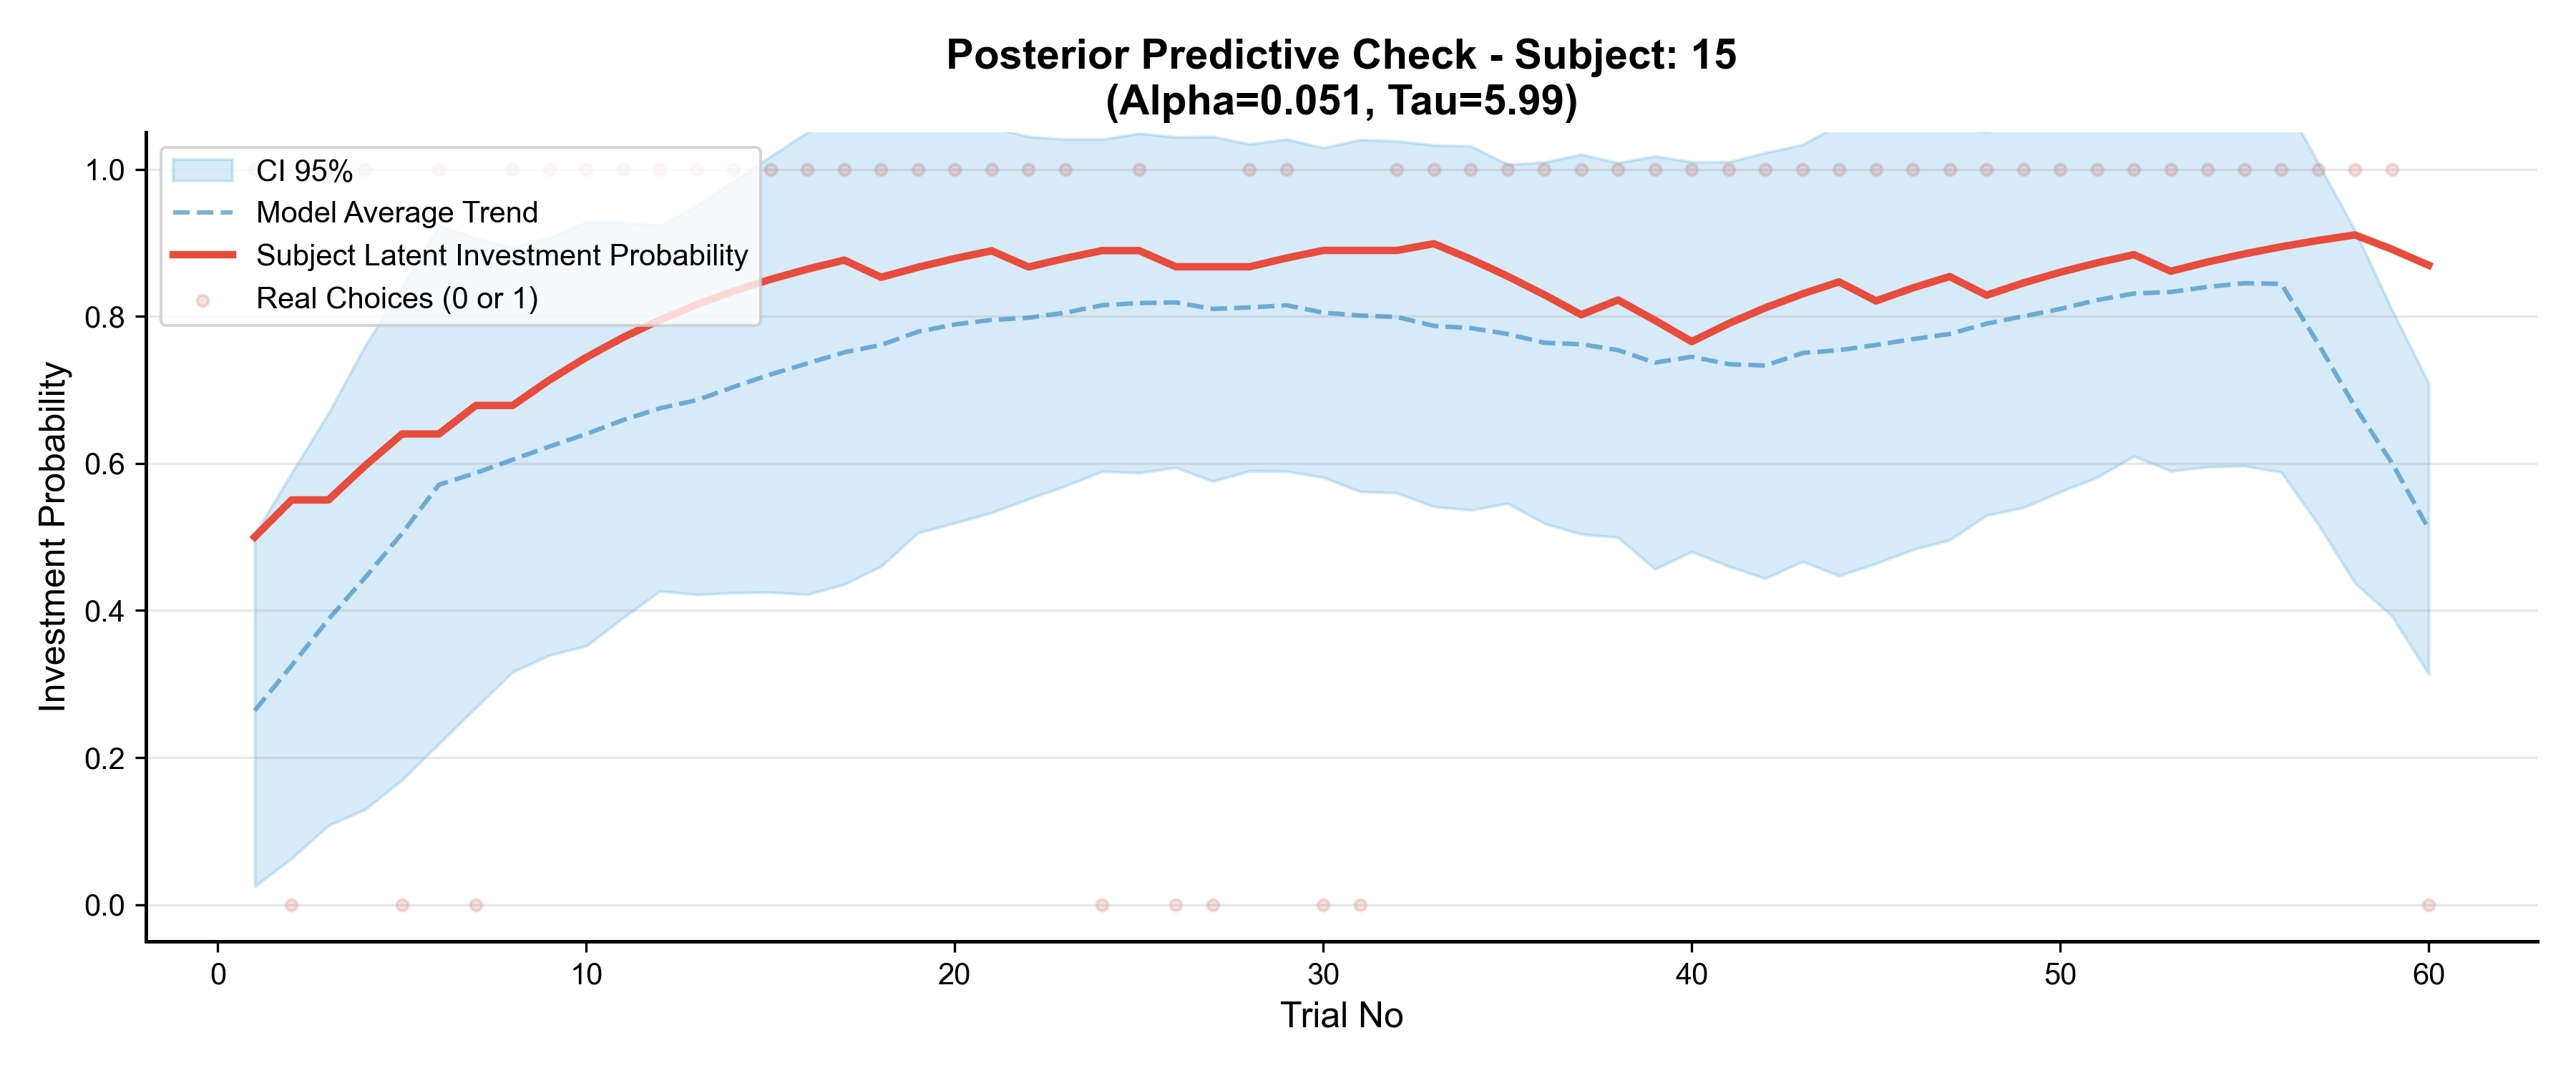 Posterior Predictive Check - Subject: 15
(Alpha=0.051, Tau=5.99)
CI 95%
Model Average Trend
Subject Latent Investment Probability
Real Choices (0 or 1)
Investment Probability
1.0
0.8
0.6
0.4
0.2
0.0
0 10 20 30 40 50 60
Trial No